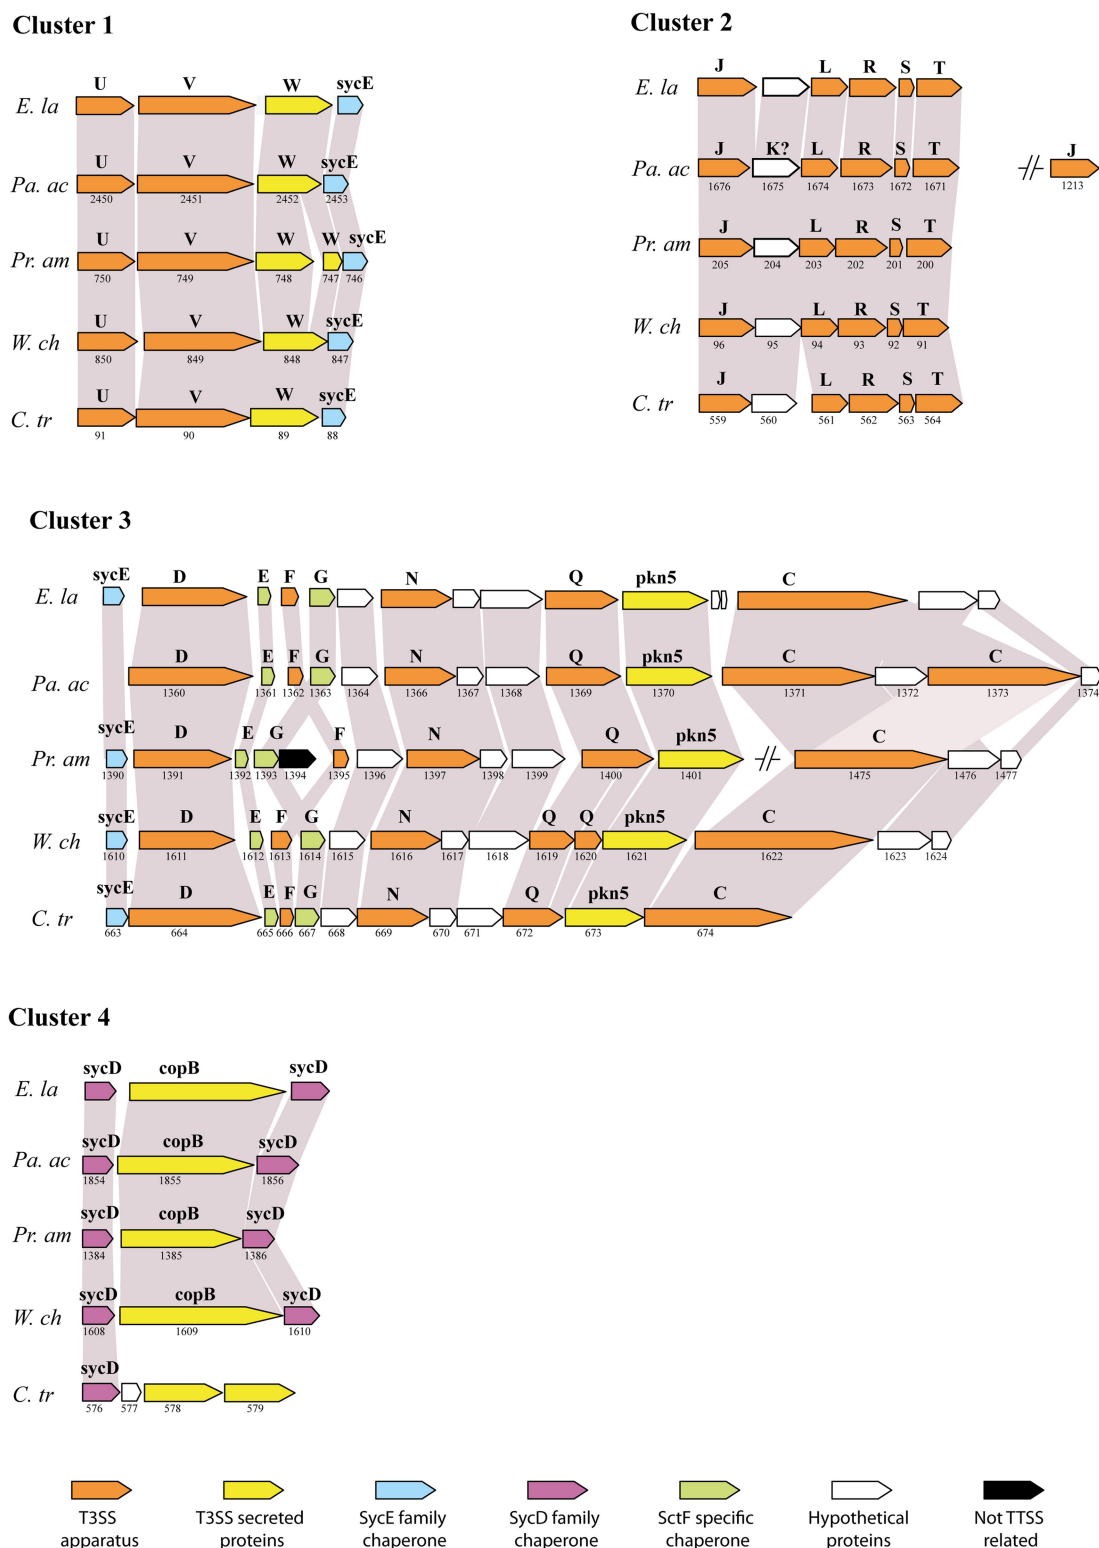 Cluster 1
U V W sycE
E. la
U V W sycE
Pa. ac
2450 2451 2452 2453
U V W W sycE
Pr. am
750 749 748 747 746
U V W sycE
W. ch
850 849 848 847
U V W sycE
C. tr
91 90 89 88
Cluster 2
J L R S T
E. la
J K? L R S T J
Pa. ac
1676 1675 1674 1673 1672 1671 1213
J L R S T
Pr. am
205 204 203 202 201 200
J L R S T
W. ch
96 95 94 93 92 91
J L R S T
C. tr
559 560 561 562 563 564
Cluster 3
sycE D E F G N Q pkn5 C
E. la
D E F G N Q pkn5 C C
Pa. ac
1360 1361 1362 1363 1364 1366 1367 1368 1369 1370 1371 1372 1373 1374
sycE D E G F N Q pkn5 C
Pr. am
1390 1391 1392 1393 1394 1395 1396 1397 1398 1399 1400 1401 1475 1476 1477
sycE D E F G N Q Q pkn5 C
W. ch
1610 1611 1612 1613 1614 1615 1616 1617 1618 1619 1620 1621 1622 1623 1624
sycE D E F G N Q pkn5 C
C. tr
663 664 665 666 667 668 669 670 671 672 673 674
Cluster 4
sycD copB sycD
E. la
sycD copB sycD
Pa. ac
1854 1855 1856
sycD copB sycD
Pr. am
1384 1385 1386
sycD copB sycD
W. ch
1608 1609 1610
sycD
C. tr
576 577 578 579
T3SS apparatus
T3SS secreted proteins
SycE family chaperone
SycD family chaperone
SctF specific chaperone
Hypothetical proteins
Not TTSS related